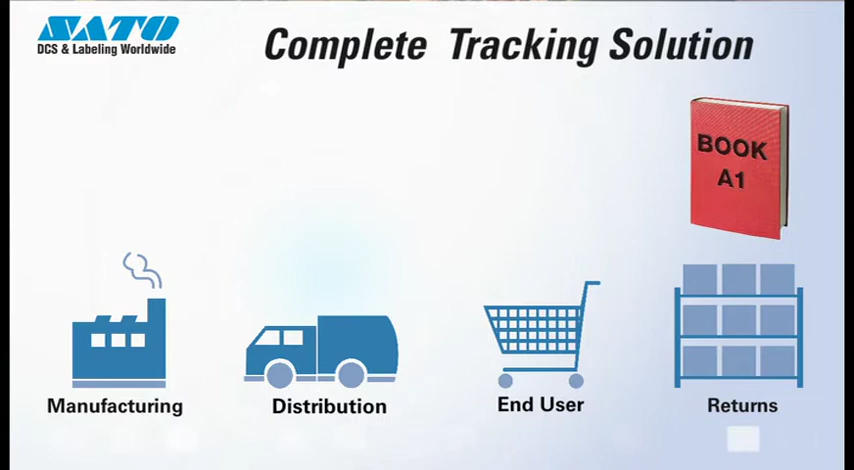 SATO
DCS & Labeling Worldwide
Complete Tracking Solution
BOOK
A1
Manufacturing
Distribution
End User
Returns